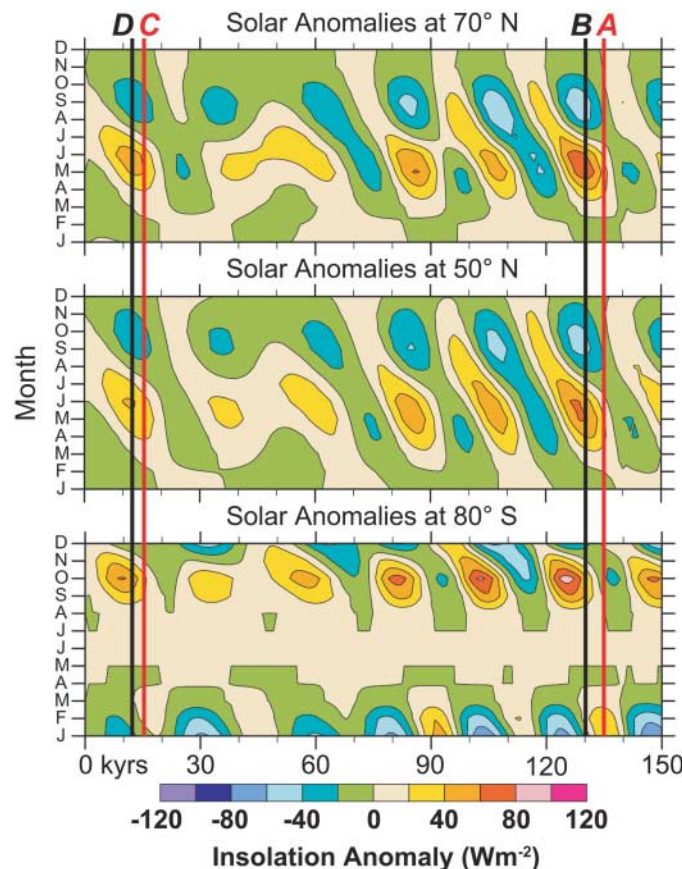 D C B A
Solar Anomalies at 70° N
D
N
O
S
A
J
J
M
A
M
F
J
Solar Anomalies at 50° N
D
N
O
S
A
J
J
M
A
M
F
J
Month
Solar Anomalies at 80° S
D
N
O
S
A
J
J
M
A
M
F
J
0 kyrs 30 60 90 120 150
-120 -80 -40 0 40 80 120
Insolation Anomaly (Wm⁻²)